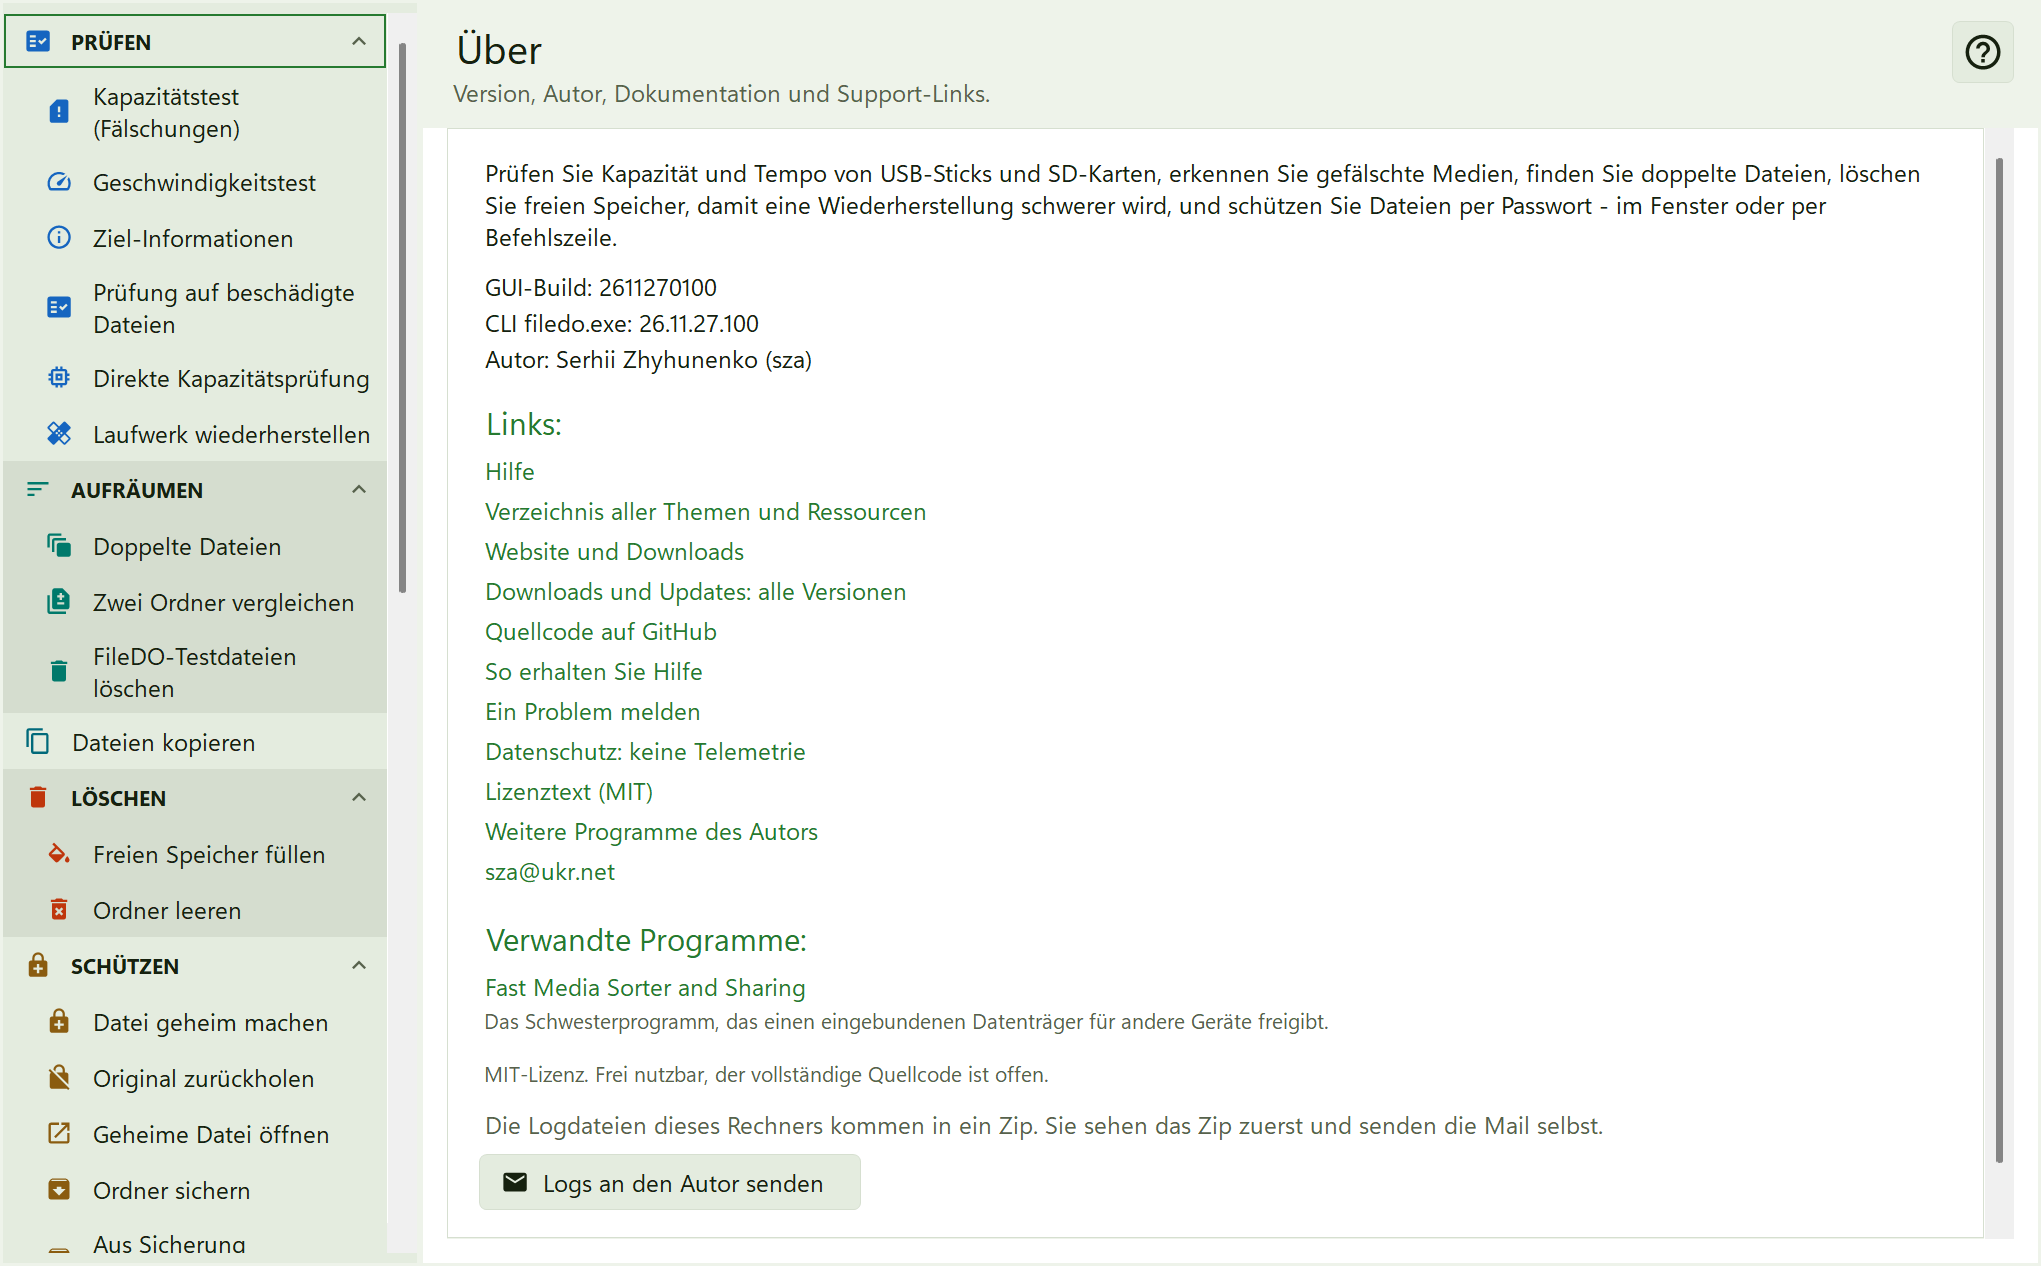 PRÜFEN
Kapazitätstest
(Fälschungen)
Geschwindigkeitstest
Ziel-Informationen
Prüfung auf beschädigte
Dateien
Direkte Kapazitätsprüfung
Laufwerk wiederherstellen
AUFRÄUMEN
Doppelte Dateien
Zwei Ordner vergleichen
FileDO-Testdateien
löschen
Dateien kopieren
LÖSCHEN
Freien Speicher füllen
Ordner leeren
SCHÜTZEN
Datei geheim machen
Original zurückholen
Geheime Datei öffnen
Ordner sichern
Aus Sicherung
Über
Version, Autor, Dokumentation und Support-Links.
Prüfen Sie Kapazität und Tempo von USB-Sticks und SD-Karten, erkennen Sie gefälschte Medien, finden Sie doppelte Dateien, löschen
Sie freien Speicher, damit eine Wiederherstellung schwerer wird, und schützen Sie Dateien per Passwort - im Fenster oder per
Befehlszeile.
GUI-Build: 2611270100
CLI filedo.exe: 26.11.27.100
Autor: Serhii Zhyhunenko (sza)
Links:
Hilfe
Verzeichnis aller Themen und Ressourcen
Website und Downloads
Downloads und Updates: alle Versionen
Quellcode auf GitHub
So erhalten Sie Hilfe
Ein Problem melden
Datenschutz: keine Telemetrie
Lizenztext (MIT)
Weitere Programme des Autors
sza@ukr.net
Verwandte Programme:
Fast Media Sorter and Sharing
Das Schwesterprogramm, das einen eingebundenen Datenträger für andere Geräte freigibt.
MIT-Lizenz. Frei nutzbar, der vollständige Quellcode ist offen.
Die Logdateien dieses Rechners kommen in ein Zip. Sie sehen das Zip zuerst und senden die Mail selbst.
Logs an den Autor senden